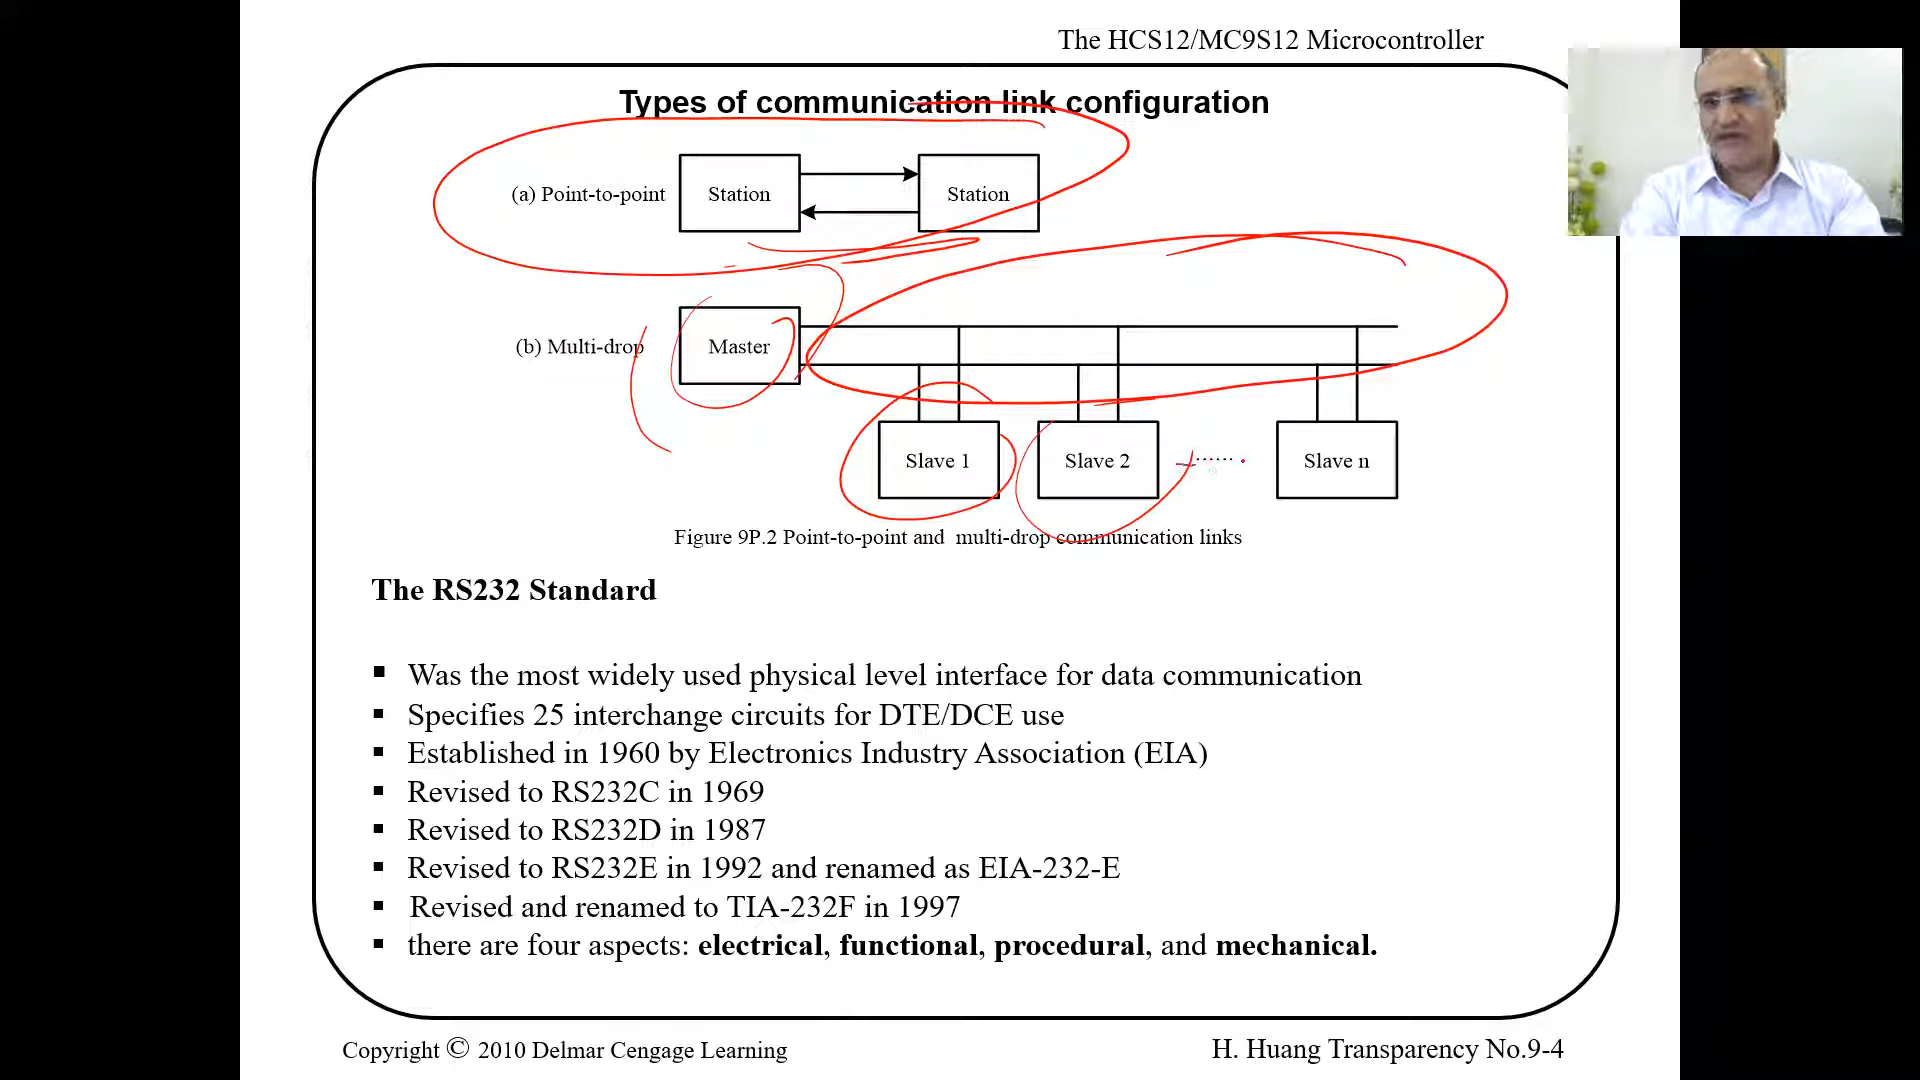 The HCS12/MC9S12 Microcontroller
Types of communication link configuration
(a) Point-to-point
Station
Station
(b) Multi-drop
Master
Slave 1
Slave 2
......
Slave n
Figure 9P.2 Point-to-point and multi-drop communication links
The RS232 Standard
▪ Was the most widely used physical level interface for data communication
▪ Specifies 25 interchange circuits for DTE/DCE use
▪ Established in 1960 by Electronics Industry Association (EIA)
▪ Revised to RS232C in 1969
▪ Revised to RS232D in 1987
▪ Revised to RS232E in 1992 and renamed as EIA-232-E
▪ Revised and renamed to TIA-232F in 1997
▪ there are four aspects: electrical, functional, procedural, and mechanical.
Copyright © 2010 Delmar Cengage Learning
H. Huang Transparency No.9-4